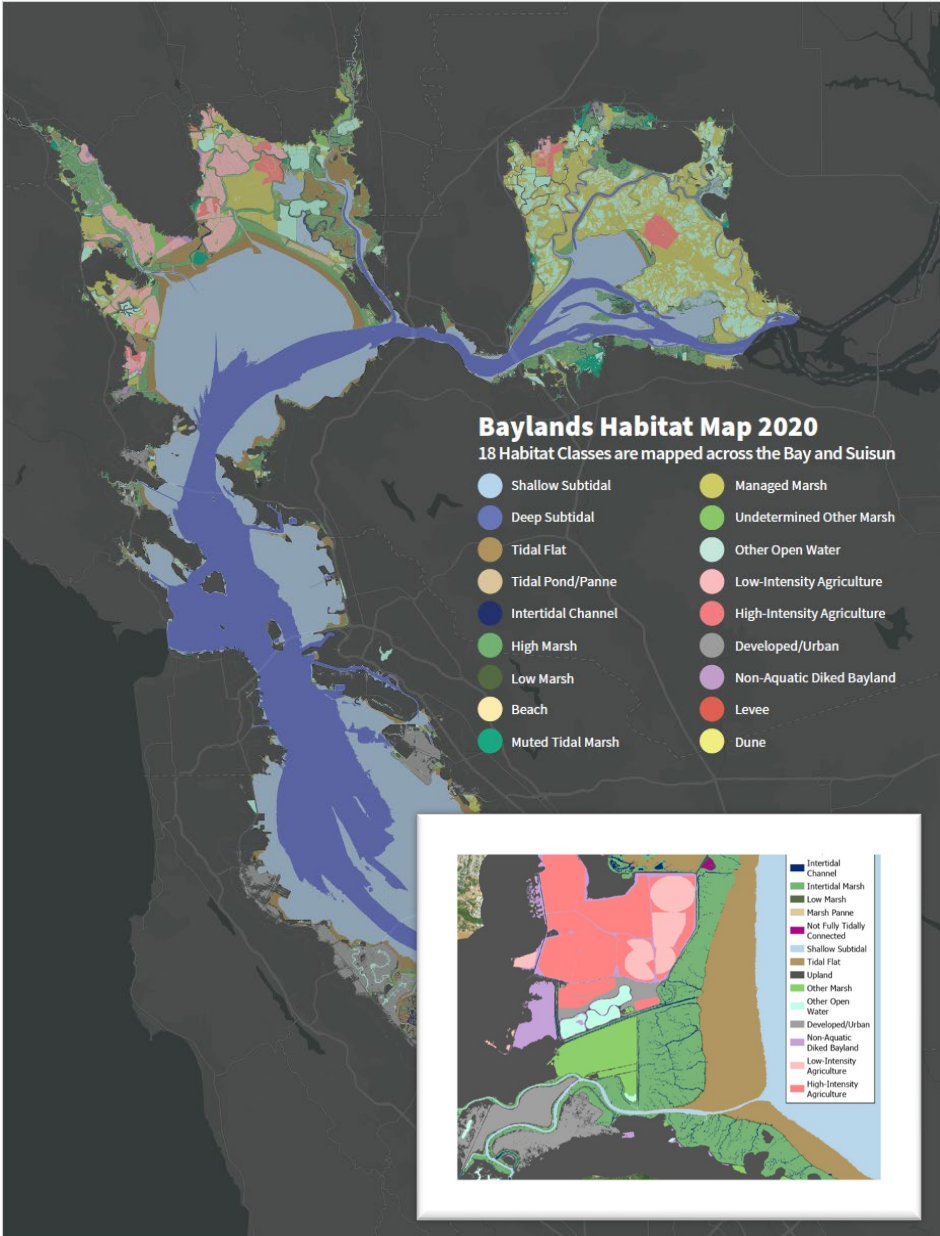 Baylands Habitat Map 2020
18 Habitat Classes are mapped across the Bay and Suisun
Shallow Subtidal
Deep Subtidal
Tidal Flat
Tidal Pond/Panne
Intertidal Channel
High Marsh
Low Marsh
Beach
Muted Tidal Marsh
Managed Marsh
Undetermined Other Marsh
Other Open Water
Low-Intensity Agriculture
High-Intensity Agriculture
Developed/Urban
Non-Aquatic Diked Bayland
Levee
Dune
Intertidal
Channel
Intertidal Marsh
Low Marsh
Marsh Panne
Not Fully Tidally
Connected
Shallow Subtidal
Tidal Flat
Upland
Other Marsh
Other Open
Water
Developed/Urban
Non-Aquatic
Diked Bayland
Low-Intensity
Agriculture
High-Intensity
Agriculture